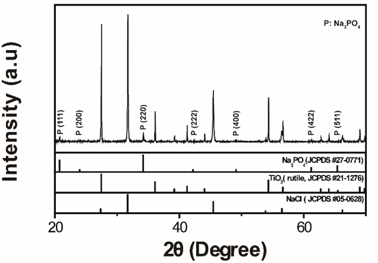 Intensity (a.u)
P: Na3PO4
P (111)
P (200)
P (220)
P (222)
P (400)
P (422)
P (511)
Na3PO4(JCPDS #27-0771)
TiO2( rutile, JCPDS #21-1276)
NaCl ( JCPDS #05-0628)
20 40 60
2θ (Degree)